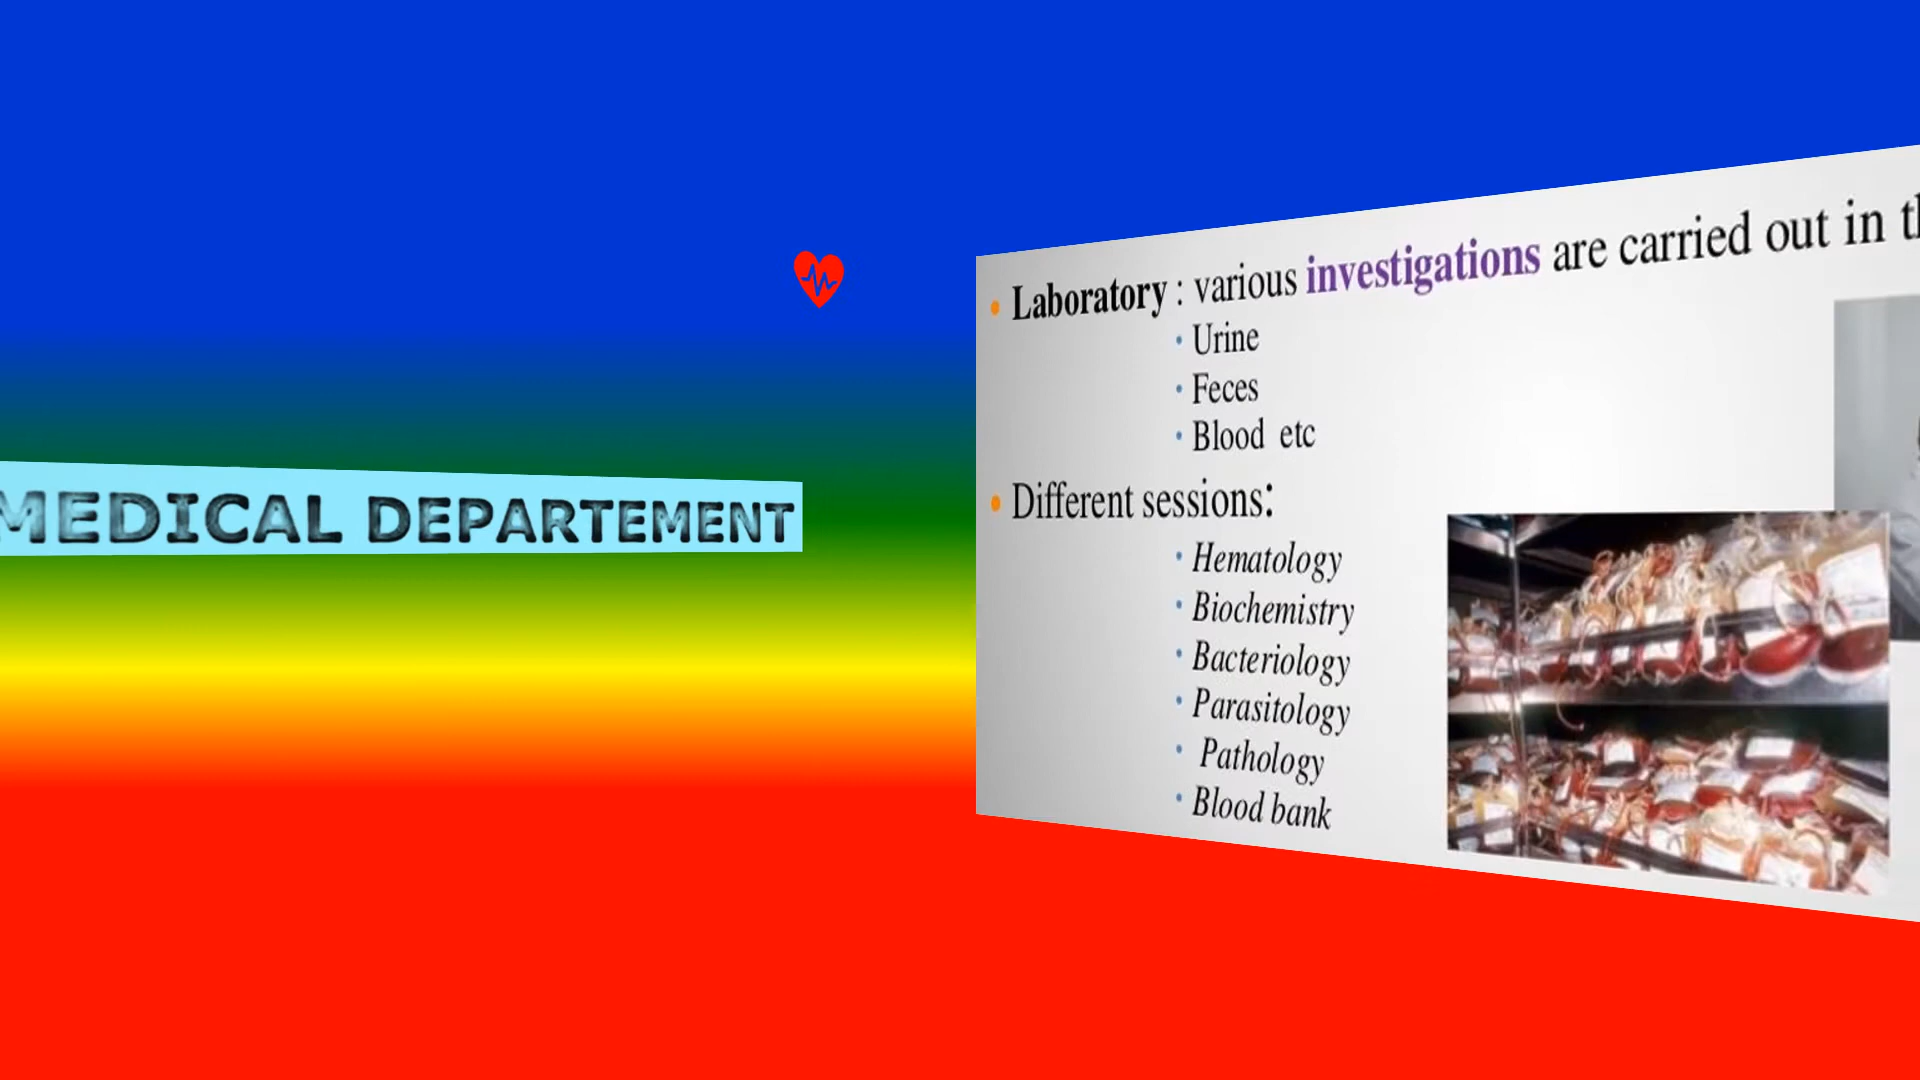 MEDICAL DEPARTEMENT
• Laboratory : various investigations are carried out in
• Urine
• Feces
• Blood etc
• Different sessions:
• Hematology
• Biochemistry
• Bacteriology
• Parasitology
• Pathology
• Blood bank